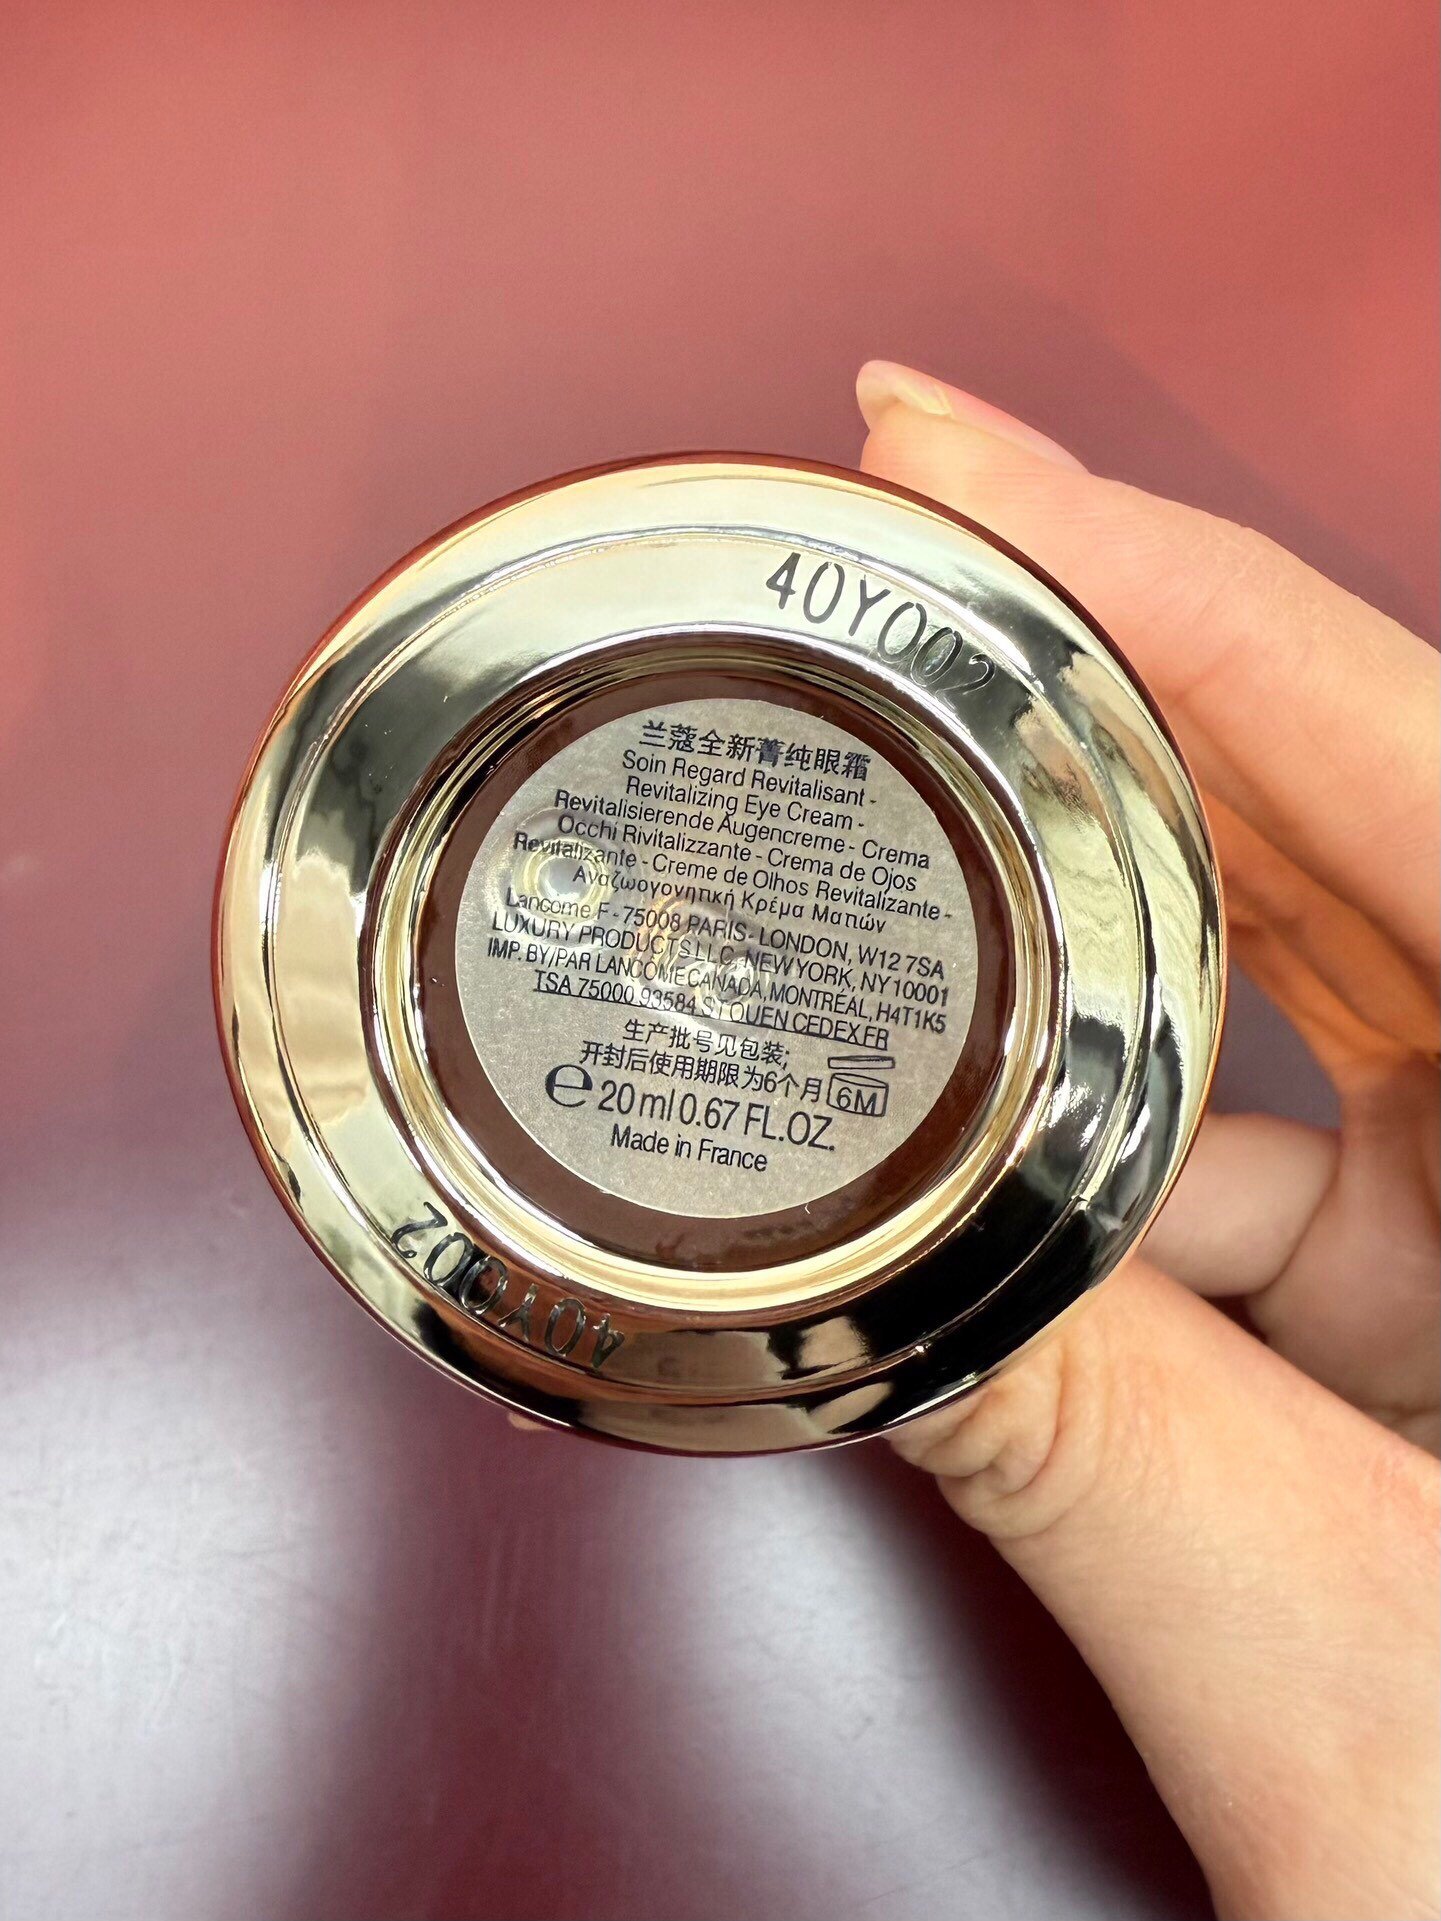 40Y002
兰蔻全新菁纯眼霜
Soin Regard Revitalisant -
Revitalizing Eye Cream -
Revitalisierende Augencreme - Crema
Occhi Rivitalizzante - Crema de Ojos
Revitalizante - Creme de Olhos Revitalizante -
Αναζωογονητική Κρέμα Ματιών
Lancome F - 75008 PARIS - LONDON, W12 7SA
LUXURY PRODUCTS LLC, NEW YORK, NY 10001
IMP. BY/PAR LANCOME CANADA, MONTRÉAL, H4T1K5
TSA 75000 93584 ST OUEN CEDEX FR
生产批号见包装;
开封后使用期限为6个月 6M
e 20 ml 0.67 FL.OZ.
Made in France
40Y002